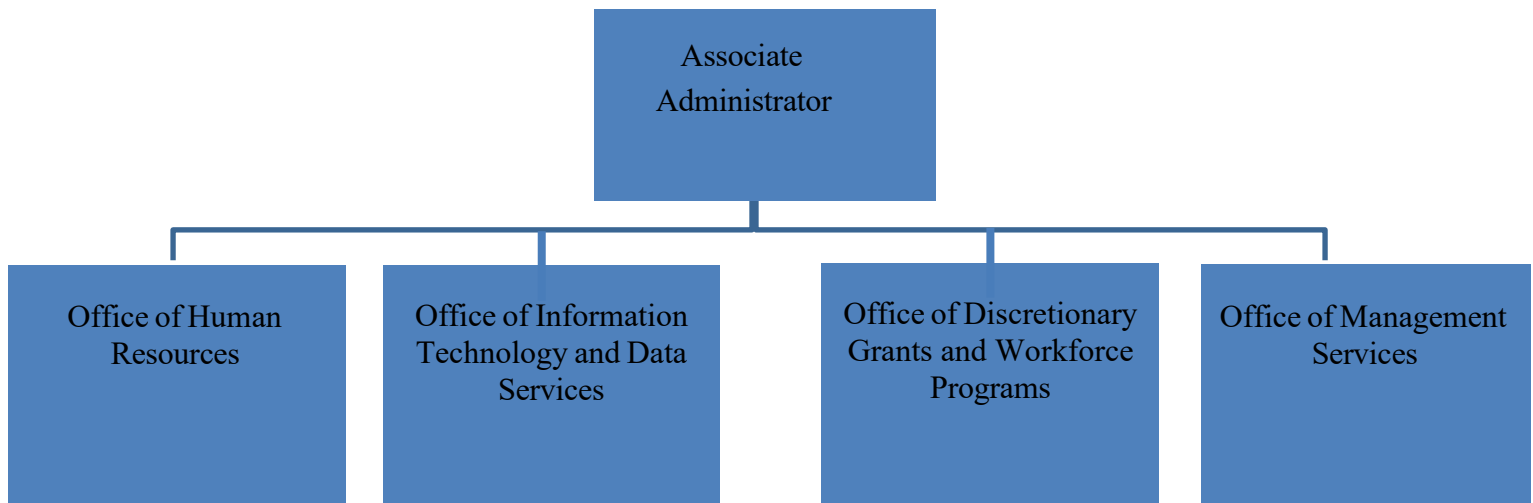 Associate
Administrator
Office of Human
Resources
Office of Information
Technology and Data
Services
Office of Discretionary
Grants and Workforce
Programs
Office of Management
Services